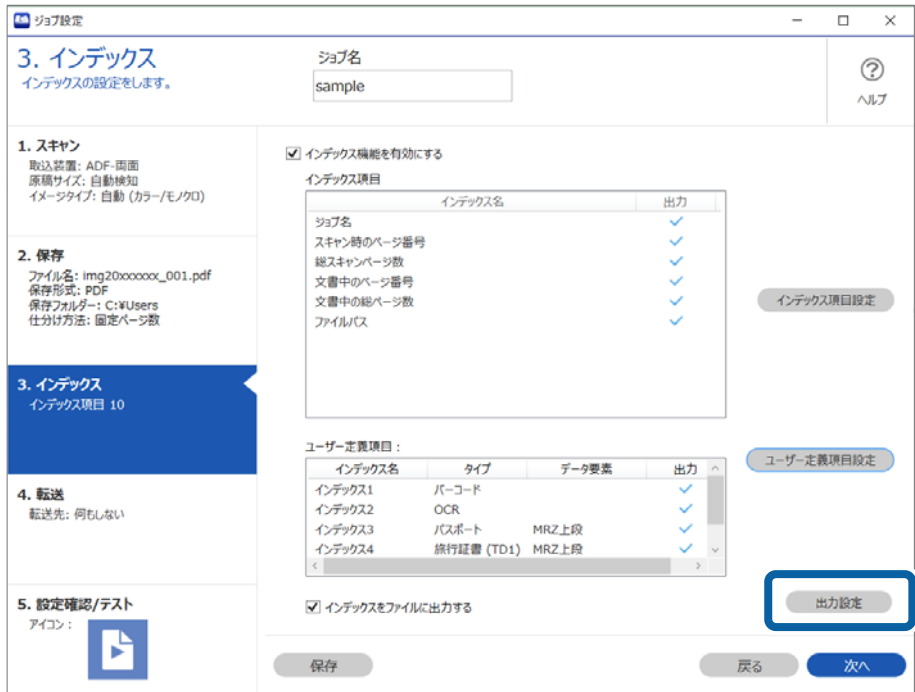 ジョブ設定
3. インデックス
インデックスの設定をします。
ジョブ名
sample
ヘルプ
1. スキャン
取込装置: ADF-両面
原稿サイズ: 自動検知
イメージタイプ: 自動 (カラー/モノクロ)
2. 保存
ファイル名: img20xxxxxx_001.pdf
保存形式: PDF
保存フォルダー: C:¥Users
仕分け方法: 固定ページ数
3. インデックス
インデックス項目 10
4. 転送
転送先: 何もしない
5. 設定確認/テスト
アイコン :
インデックス機能を有効にする
インデックス項目
インデックス名 出力
ジョブ名
スキャン時のページ番号
総スキャンページ数
文書中のページ番号
文書中の総ページ数
ファイルパス
インデックス項目設定
ユーザー定義項目 :
インデックス名 タイプ データ要素 出力
インデックス1 バーコード
インデックス2 OCR
インデックス3 パスポート MRZ上段
インデックス4 旅行証書 (TD1) MRZ上段
ユーザー定義項目設定
インデックスをファイルに出力する
出力設定
保存
戻る
次へ